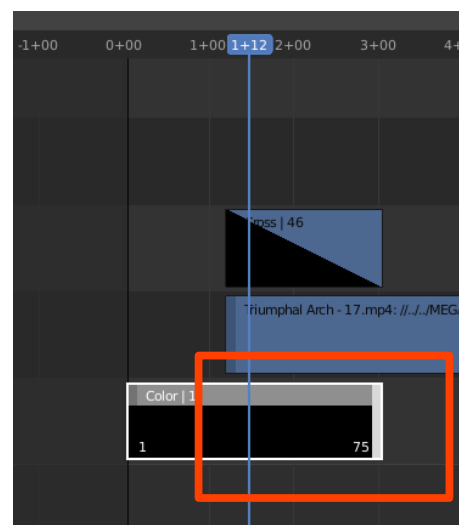 -1+00 0+00 1+00 1+12 2+00 3+00 4+
Cross | 46
Triumphal Arch - 17.mp4: //../../MEG
Color | 1
1 75